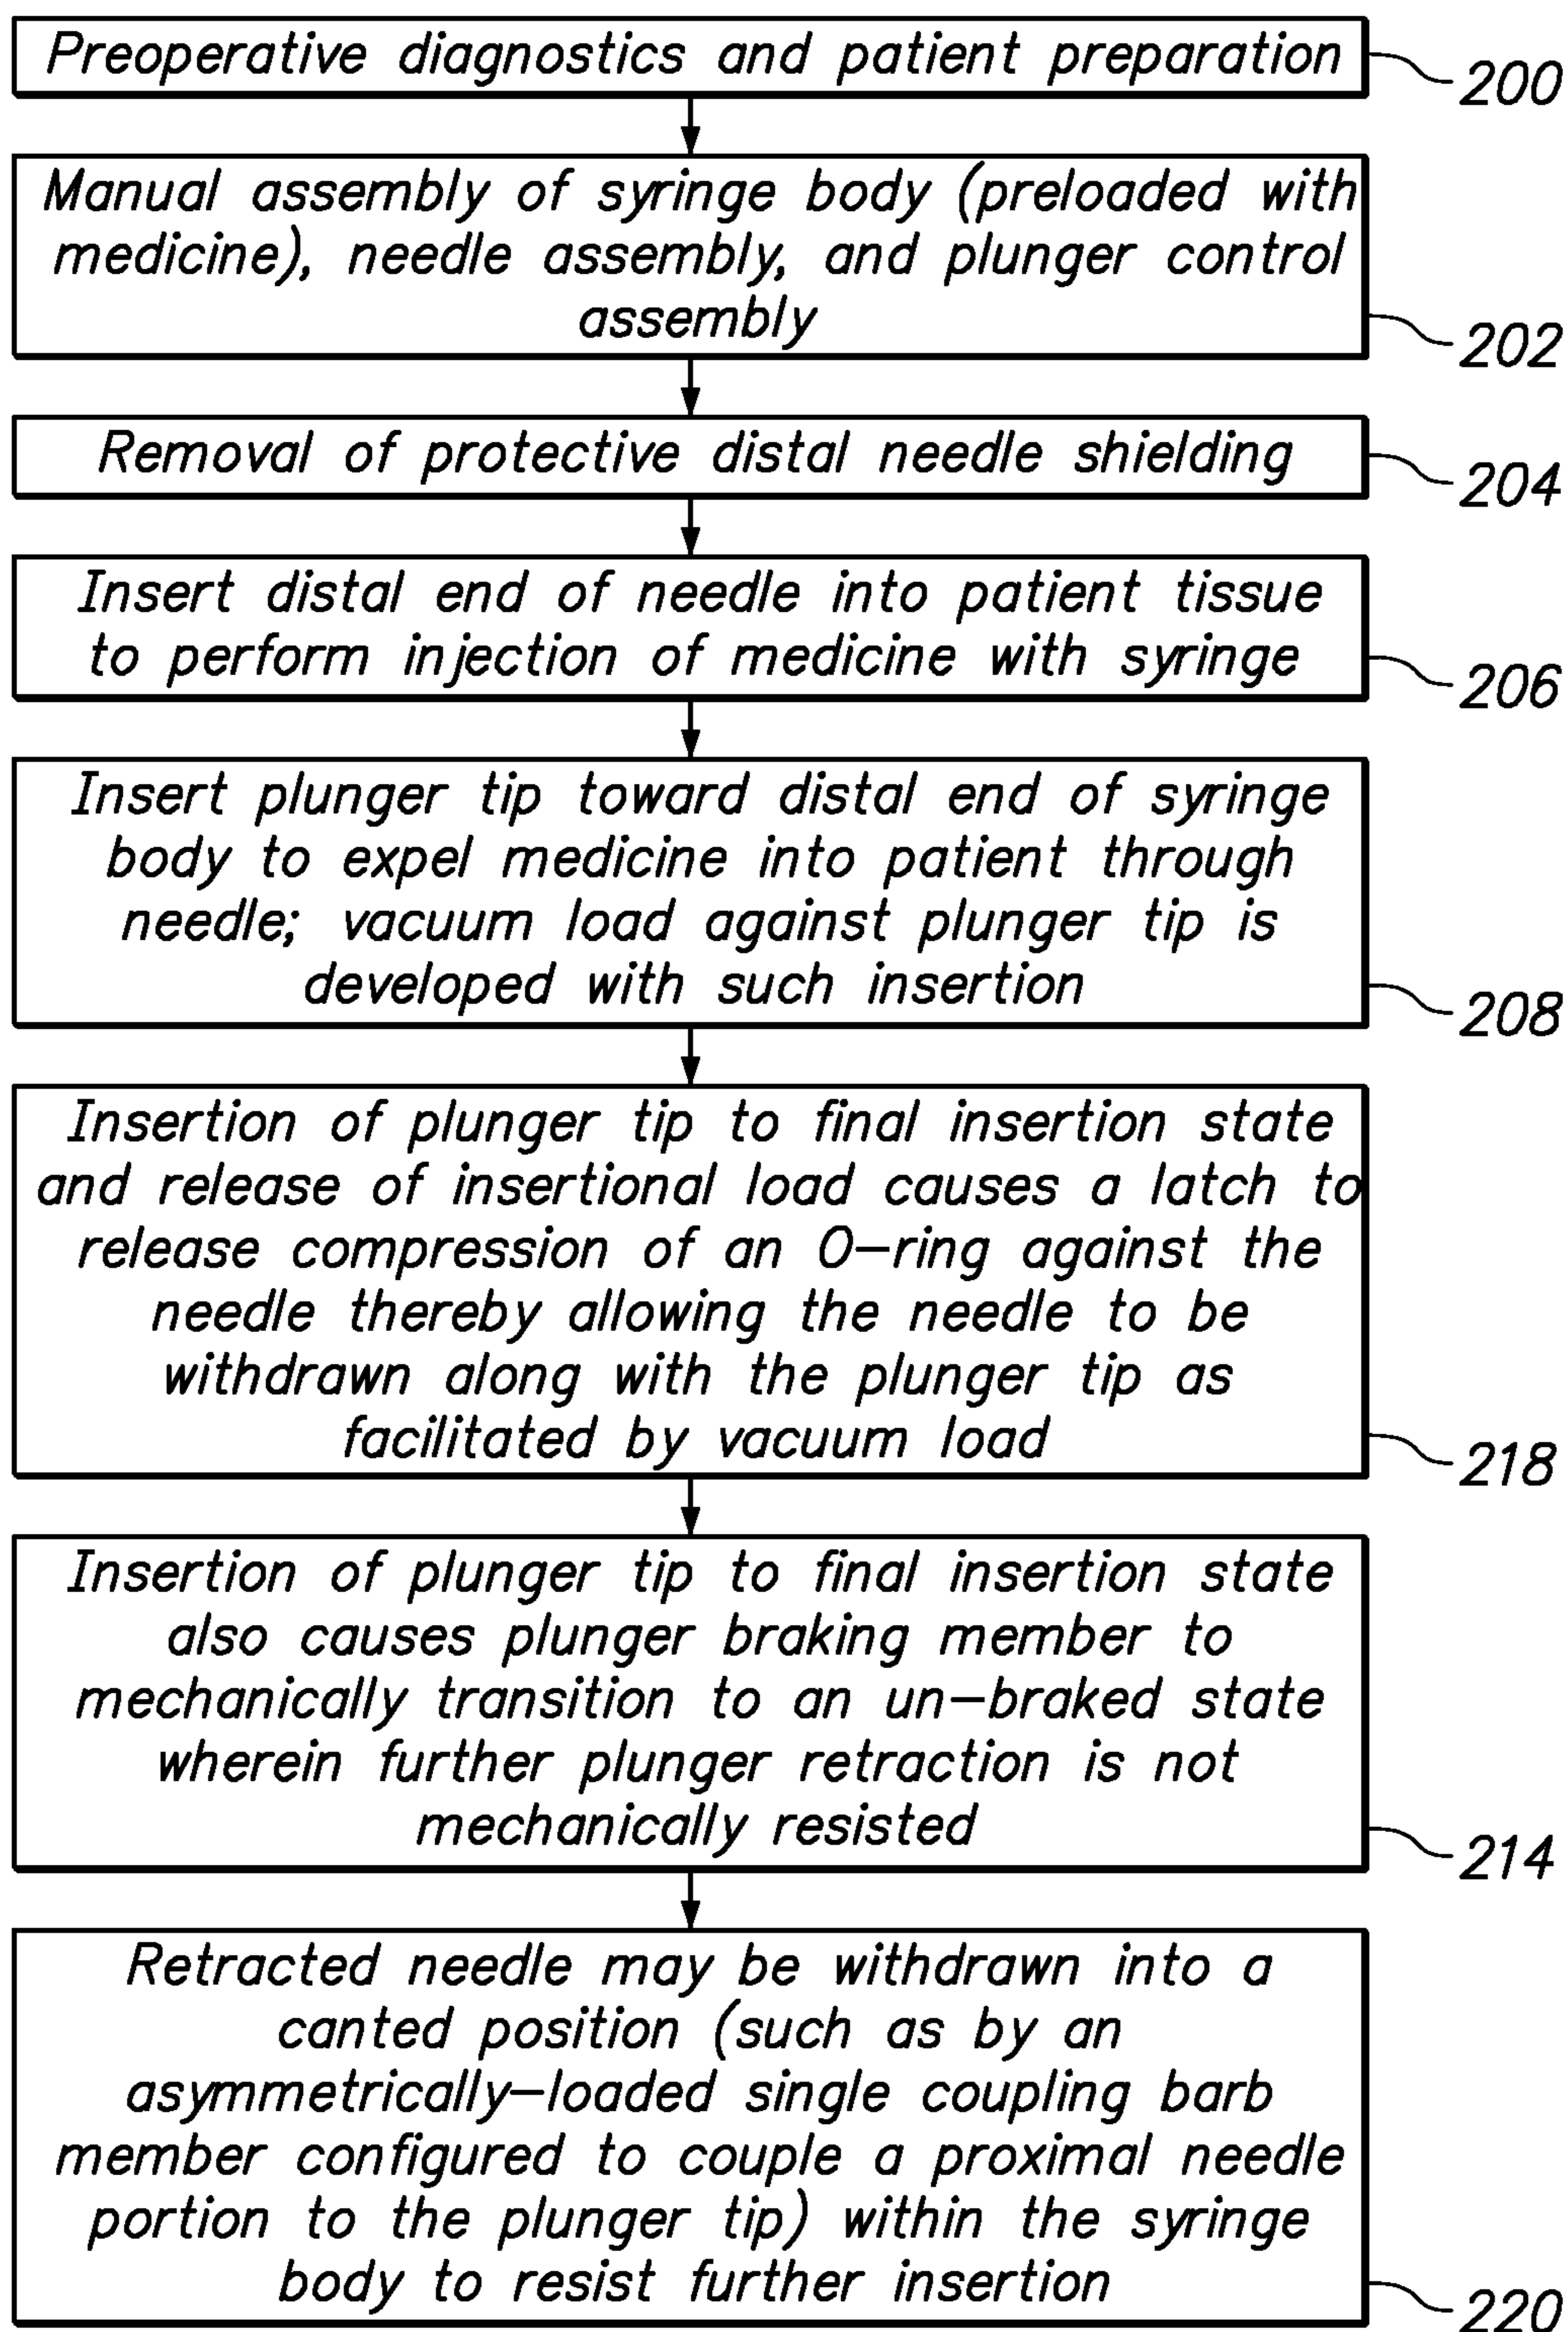 Preoperative diagnostics and patient preparation
200
Manual assembly of syringe body (preloaded with
medicine), needle assembly, and plunger control
assembly
202
Removal of protective distal needle shielding
204
Insert distal end of needle into patient tissue
to perform injection of medicine with syringe
206
Insert plunger tip toward distal end of syringe
body to expel medicine into patient through
needle; vacuum load against plunger tip is
developed with such insertion
208
Insertion of plunger tip to final insertion state
and release of insertional load causes a latch to
release compression of an O-ring against the
needle thereby allowing the needle to be
withdrawn along with the plunger tip as
facilitated by vacuum load
218
Insertion of plunger tip to final insertion state
also causes plunger braking member to
mechanically transition to an un-braked state
wherein further plunger retraction is not
mechanically resisted
214
Retracted needle may be withdrawn into a
canted position (such as by an
asymmetrically-loaded single coupling barb
member configured to couple a proximal needle
portion to the plunger tip) within the syringe
body to resist further insertion
220